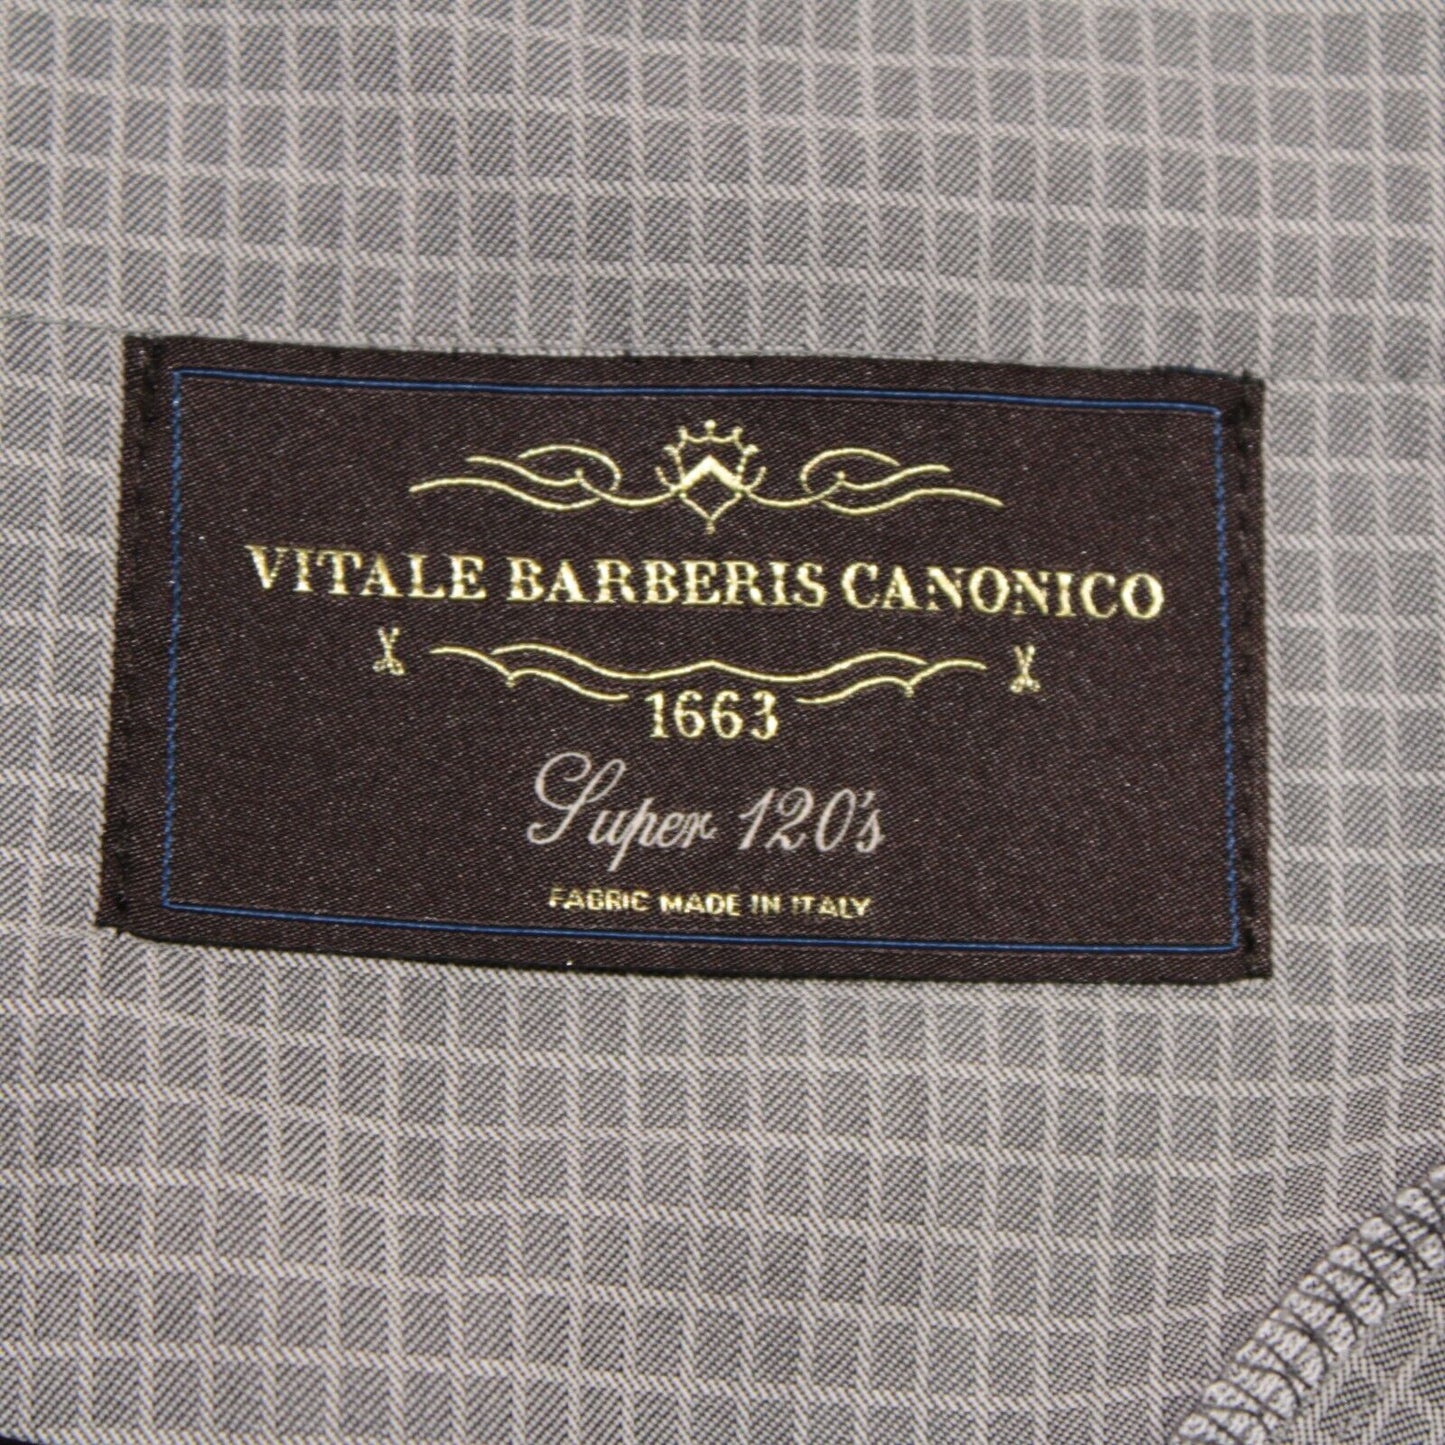 VITALE BARBERIS CANONICO
1663
Super 120's
FABRIC MADE IN ITALY